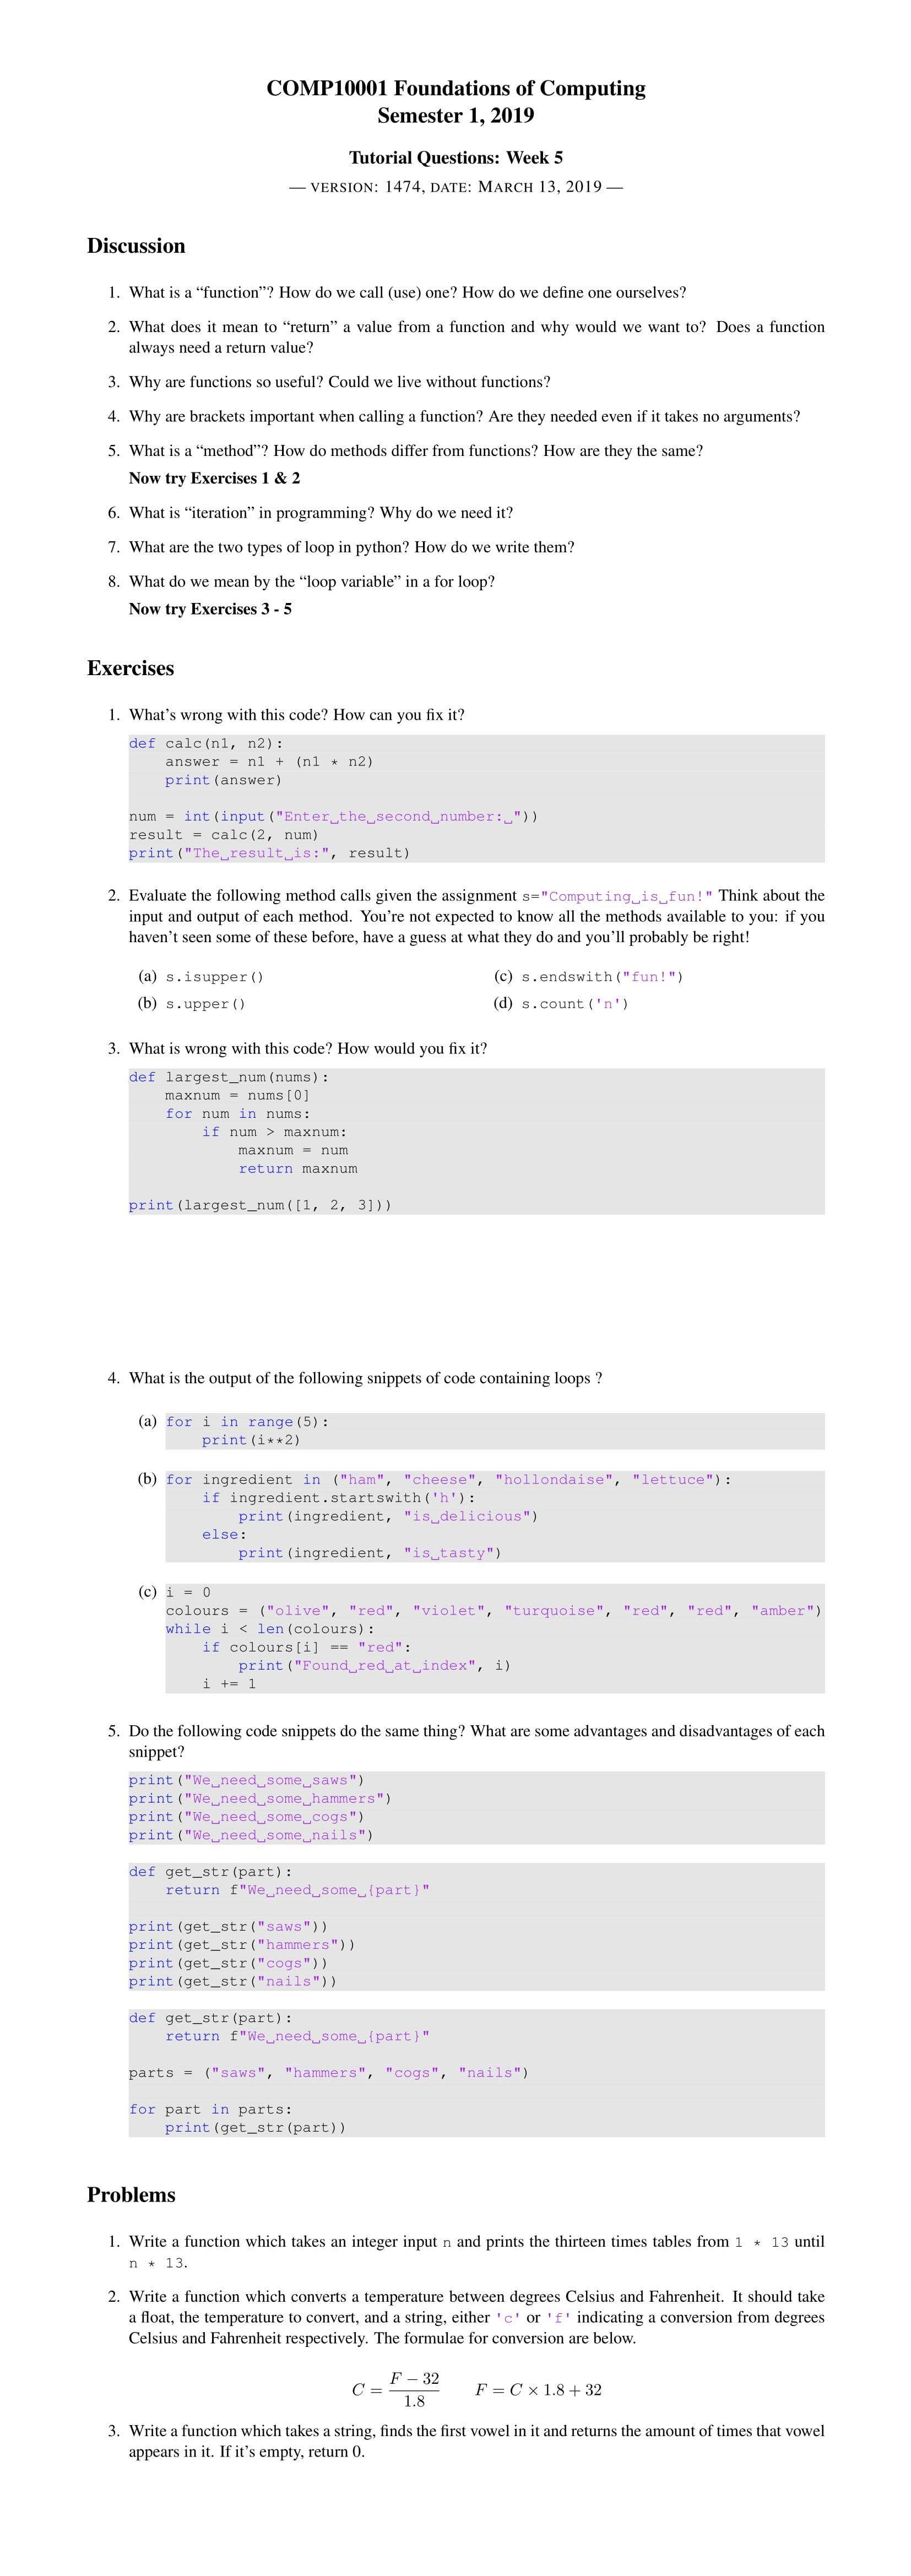 COMP10001 Foundations of Computing
Semester 1, 2019
Tutorial Questions: Week 5
— VERSION: 1474, DATE: MARCH 13, 2019 —
Discussion
1. What is a “function”? How do we call (use) one? How do we define one ourselves?
2. What does it mean to “return” a value from a function and why would we want to? Does a function
always need a return value?
3. Why are functions so useful? Could we live without functions?
4. Why are brackets important when calling a function? Are they needed even if it takes no arguments?
5. What is a “method”? How do methods differ from functions? How are they the same?
Now try Exercises 1 & 2
6. What is “iteration” in programming? Why do we need it?
7. What are the two types of loop in python? How do we write them?
8. What do we mean by the “loop variable” in a for loop?
Now try Exercises 3 - 5
Exercises
1. What’s wrong with this code? How can you fix it?
def calc(n1, n2):
    answer = n1 + (n1 * n2)
    print(answer)
num = int(input("Enter␣the␣second␣number:␣"))
result = calc(2, num)
print("The␣result␣is:", result)
2. Evaluate the following method calls given the assignment s="Computing␣is␣fun!" Think about the
input and output of each method. You’re not expected to know all the methods available to you: if you
haven’t seen some of these before, have a guess at what they do and you’ll probably be right!
(a) s.isupper()
(b) s.upper()
(c) s.endswith("fun!")
(d) s.count('n')
3. What is wrong with this code? How would you fix it?
def largest_num(nums):
    maxnum = nums[0]
    for num in nums:
        if num > maxnum:
            maxnum = num
            return maxnum
print(largest_num([1, 2, 3]))
4. What is the output of the following snippets of code containing loops ?
(a) for i in range(5):
    print(i**2)
(b) for ingredient in ("ham", "cheese", "hollondaise", "lettuce"):
    if ingredient.startswith('h'):
        print(ingredient, "is␣delicious")
    else:
        print(ingredient, "is␣tasty")
(c) i = 0
colours = ("olive", "red", "violet", "turquoise", "red", "red", "amber")
while i < len(colours):
    if colours[i] == "red":
        print("Found␣red␣at␣index", i)
    i += 1
5. Do the following code snippets do the same thing? What are some advantages and disadvantages of each
snippet?
print("We␣need␣some␣saws")
print("We␣need␣some␣hammers")
print("We␣need␣some␣cogs")
print("We␣need␣some␣nails")
def get_str(part):
    return f"We␣need␣some␣{part}"
print(get_str("saws"))
print(get_str("hammers"))
print(get_str("cogs"))
print(get_str("nails"))
def get_str(part):
    return f"We␣need␣some␣{part}"
parts = ("saws", "hammers", "cogs", "nails")
for part in parts:
    print(get_str(part))
Problems
1. Write a function which takes an integer input n and prints the thirteen times tables from 1 * 13 until
n * 13.
2. Write a function which converts a temperature between degrees Celsius and Fahrenheit. It should take
a float, the temperature to convert, and a string, either 'c' or 'f' indicating a conversion from degrees
Celsius and Fahrenheit respectively. The formulae for conversion are below.
C = (F − 32) / 1.8    F = C × 1.8 + 32
3. Write a function which takes a string, finds the first vowel in it and returns the amount of times that vowel
appears in it. If it’s empty, return 0.